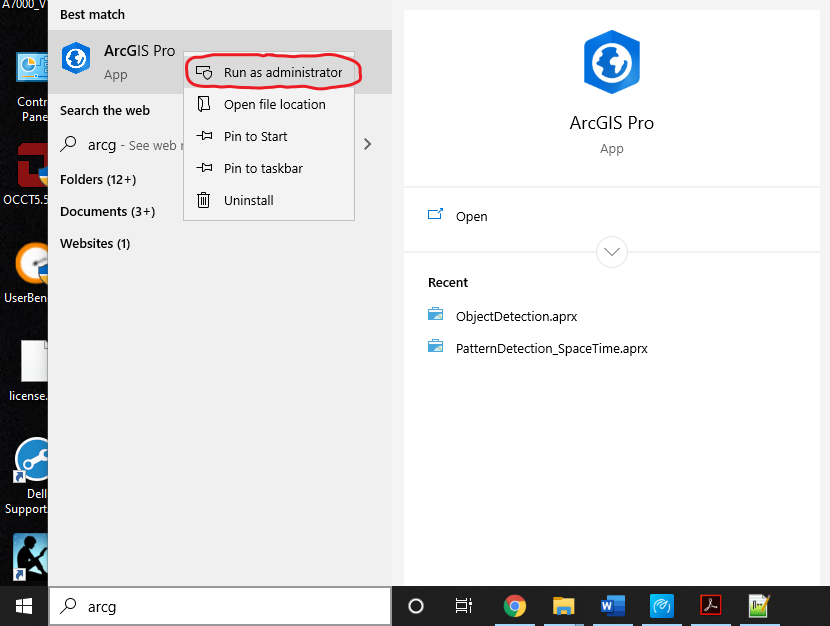 A7000_V
Contr
Pane
OCCT5.5
UserBen
license.
Dell
Support
Best match
ArcGIS Pro
App
Run as administrator
Open file location
Pin to Start
Pin to taskbar
Uninstall
Search the web
arcg - See web r
Folders (12+)
Documents (3+)
Websites (1)
ArcGIS Pro
App
Open
Recent
ObjectDetection.aprx
PatternDetection_SpaceTime.aprx
arcg